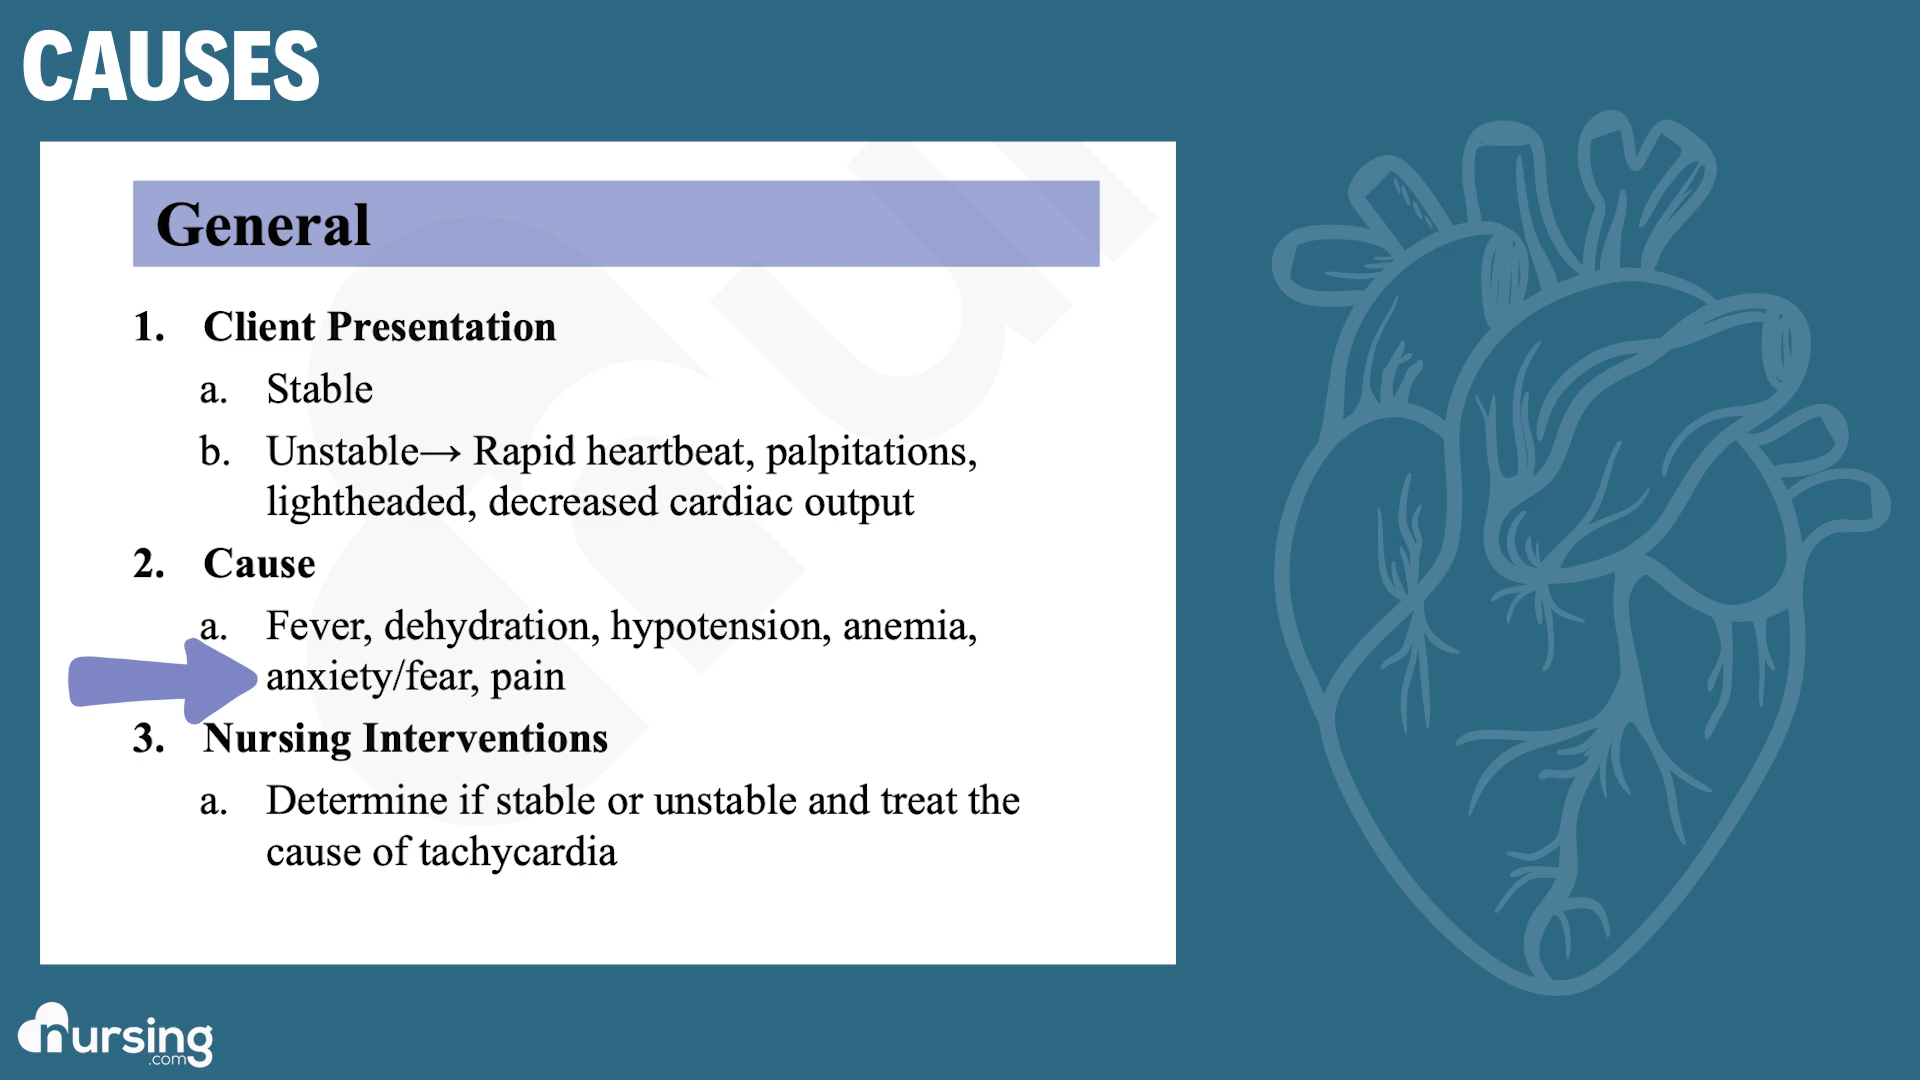 CAUSES
General
1. Client Presentation
a. Stable
b. Unstable→ Rapid heartbeat, palpitations,
lightheaded, decreased cardiac output
2. Cause
a. Fever, dehydration, hypotension, anemia,
anxiety/fear, pain
3. Nursing Interventions
a. Determine if stable or unstable and treat the
cause of tachycardia
nursing
.com